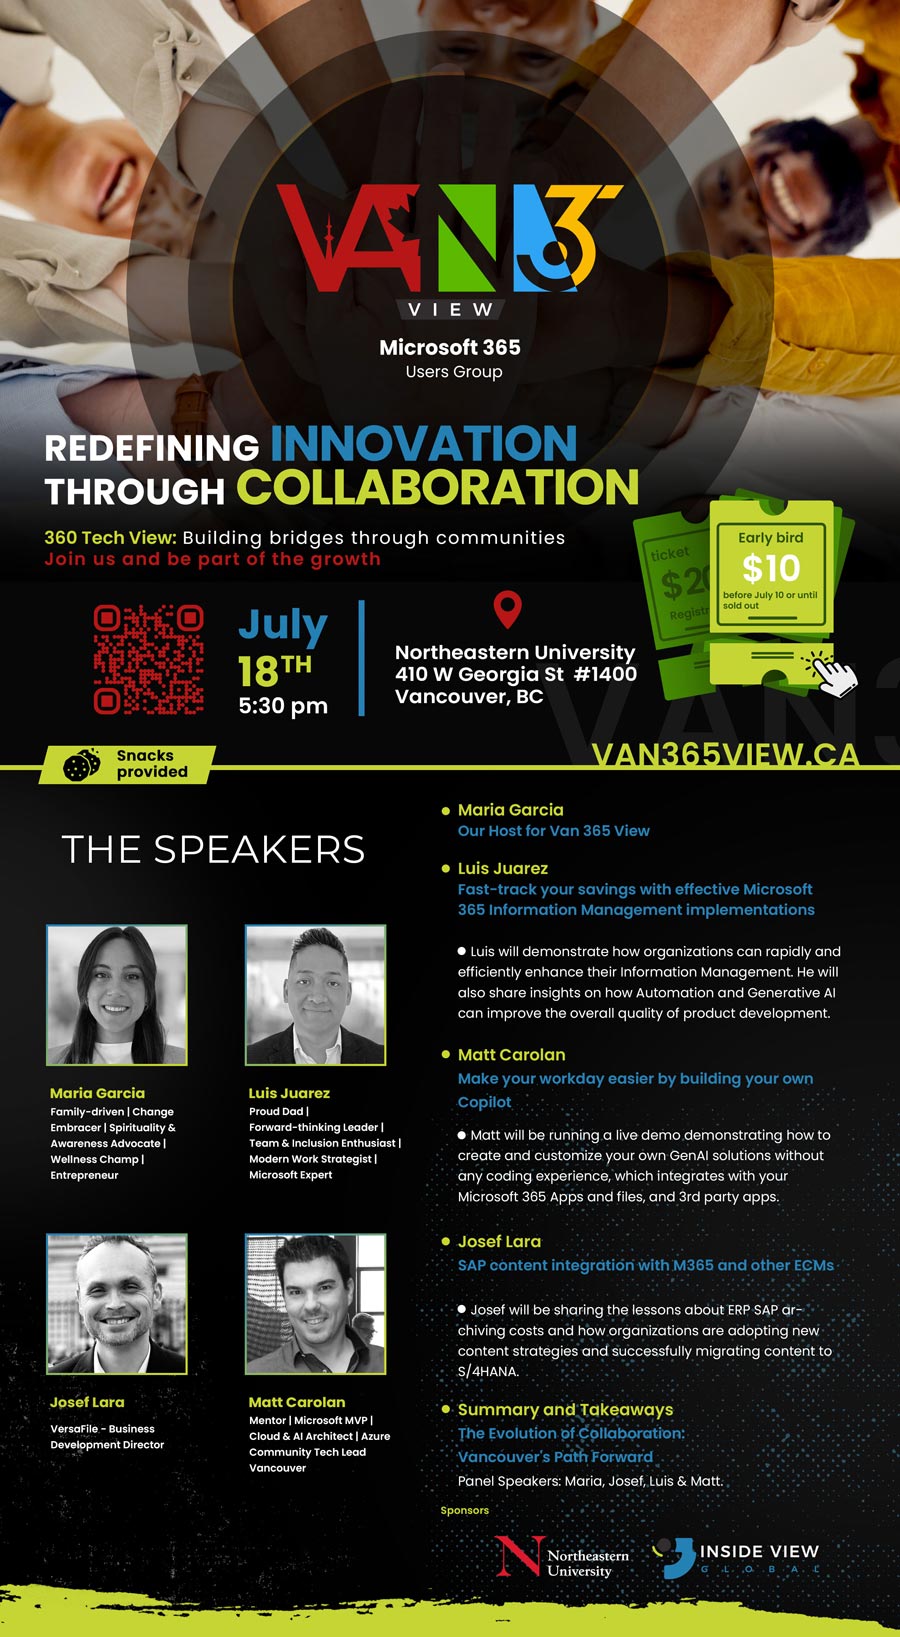 VAN 365
VIEW
Microsoft 365
Users Group
REDEFINING INNOVATION
THROUGH COLLABORATION
360 Tech View: Building bridges through communities
Join us and be part of the growth
ticket
$20
Early bird
$10
before July 10 or until
sold out
July
18TH
5:30 pm
Northeastern University
410 W Georgia St #1400
Vancouver, BC
VAN3
VAN365VIEW.CA
Snacks
provided
THE SPEAKERS
Maria Garcia
Family-driven | Change
Embracer | Spirituality &
Awareness Advocate |
Wellness Champ |
Entrepreneur
Luis Juarez
Proud Dad |
Forward-thinking Leader |
Team & Inclusion Enthusiast |
Modern Work Strategist |
Microsoft Expert
Josef Lara
VersaFile - Business
Development Director
Matt Carolan
Mentor | Microsoft MVP |
Cloud & AI Architect | Azure
Community Tech Lead
Vancouver
• Maria Garcia
Our Host for Van 365 View
• Luis Juarez
Fast-track your savings with effective Microsoft
365 Information Management implementations
• Luis will demonstrate how organizations can rapidly and
efficiently enhance their Information Management. He will
also share insights on how Automation and Generative AI
can improve the overall quality of product development.
• Matt Carolan
Make your workday easier by building your own
Copilot
• Matt will be running a live demo demonstrating how to
create and customize your own GenAI solutions without
any coding experience, which integrates with your
Microsoft 365 Apps and files, and 3rd party apps.
• Josef Lara
SAP content integration with M365 and other ECMs
• Josef will be sharing the lessons about ERP SAP ar-
chiving costs and how organizations are adopting new
content strategies and successfully migrating content to
S/4HANA.
• Summary and Takeaways
The Evolution of Collaboration:
Vancouver's Path Forward
Panel Speakers: Maria, Josef, Luis & Matt.
Sponsors
N Northeastern
University
INSIDE VIEW
GLOBAL